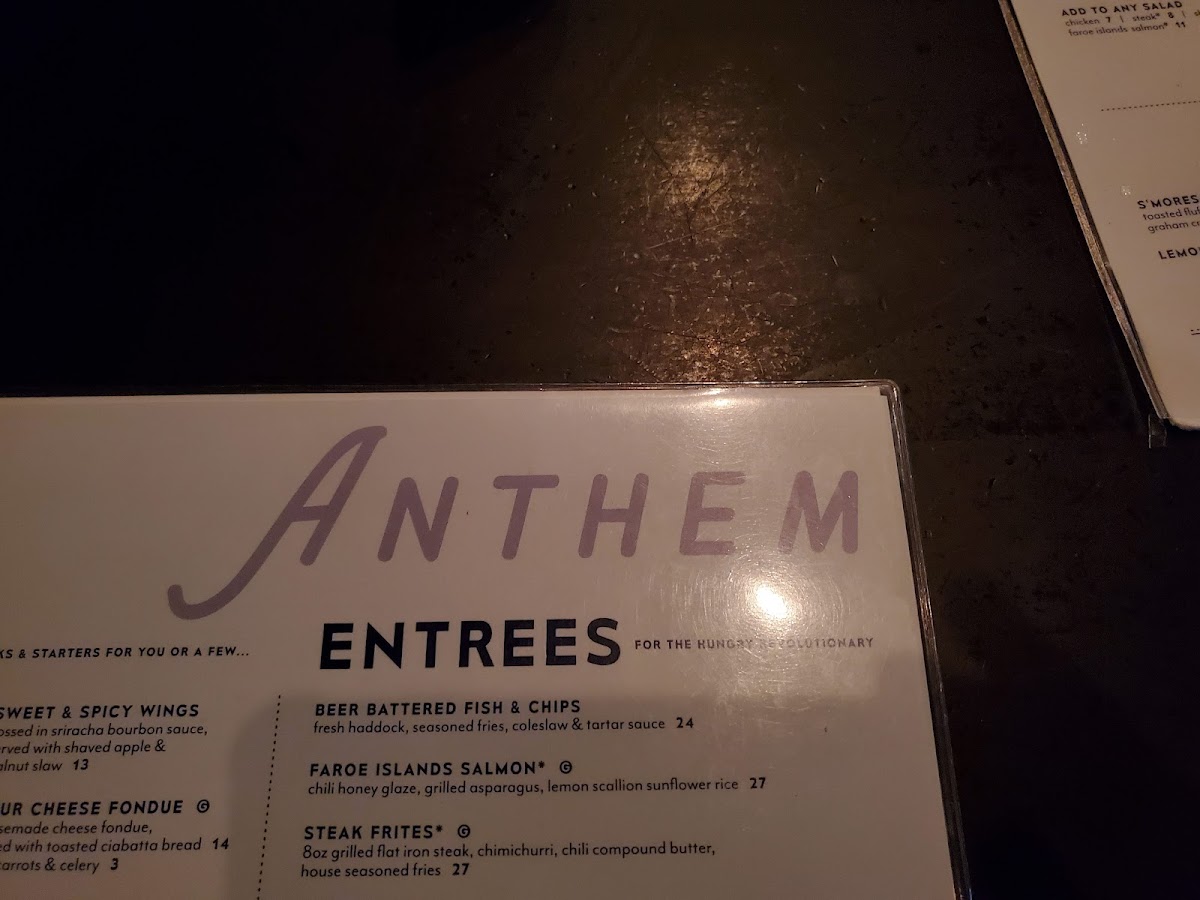 ADD TO ANY SALAD
chicken 7 | steak* 8 |
faroe islands salmon* 11
S'MORES
toasted
graham
ANTHEM
& STARTERS FOR YOU OR A FEW...
SWEET & SPICY WINGS
in sriracha bourbon sauce,
with shaved apple &
slaw 13
CHEESE FONDUE G
cheese fondue,
with toasted ciabatta bread 14
carrots & celery 3
ENTREES FOR THE HUNGRY REVOLUTIONARY
BEER BATTERED FISH & CHIPS
fresh haddock, seasoned fries, coleslaw & tartar sauce 24
FAROE ISLANDS SALMON* G
chili honey glaze, grilled asparagus, lemon scallion sunflower rice 27
STEAK FRITES* G
8oz grilled flat iron steak, chimichurri, chili compound butter,
house seasoned fries 27